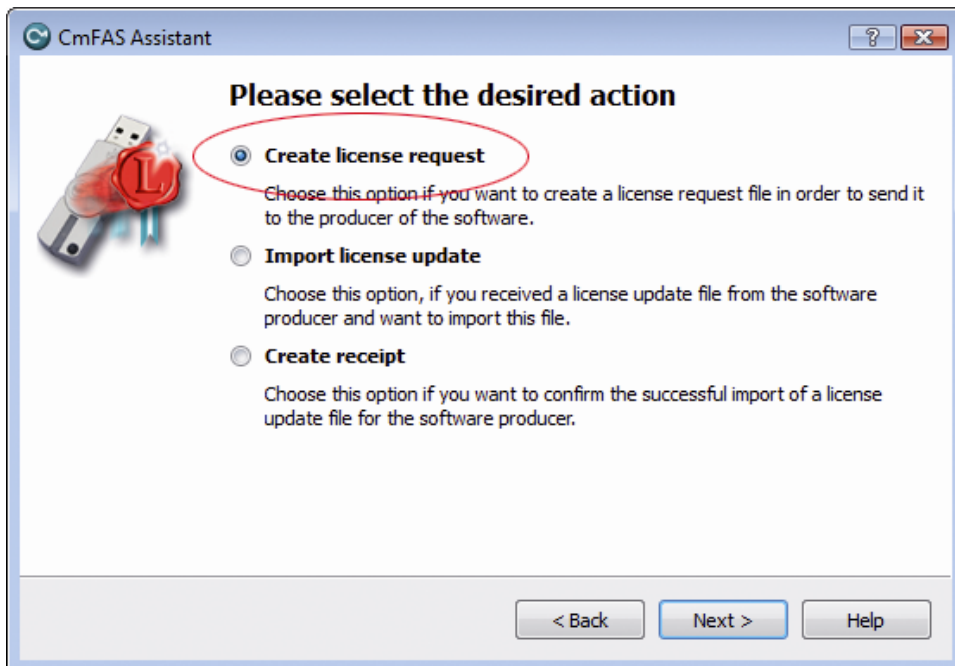 CmFAS Assistant
Please select the desired action
Create license request
Choose this option if you want to create a license request file in order to send it
to the producer of the software.
Import license update
Choose this option, if you received a license update file from the software
producer and want to import this file.
Create receipt
Choose this option if you want to confirm the successful import of a license
update file for the software producer.
L
< Back
Next >
Help